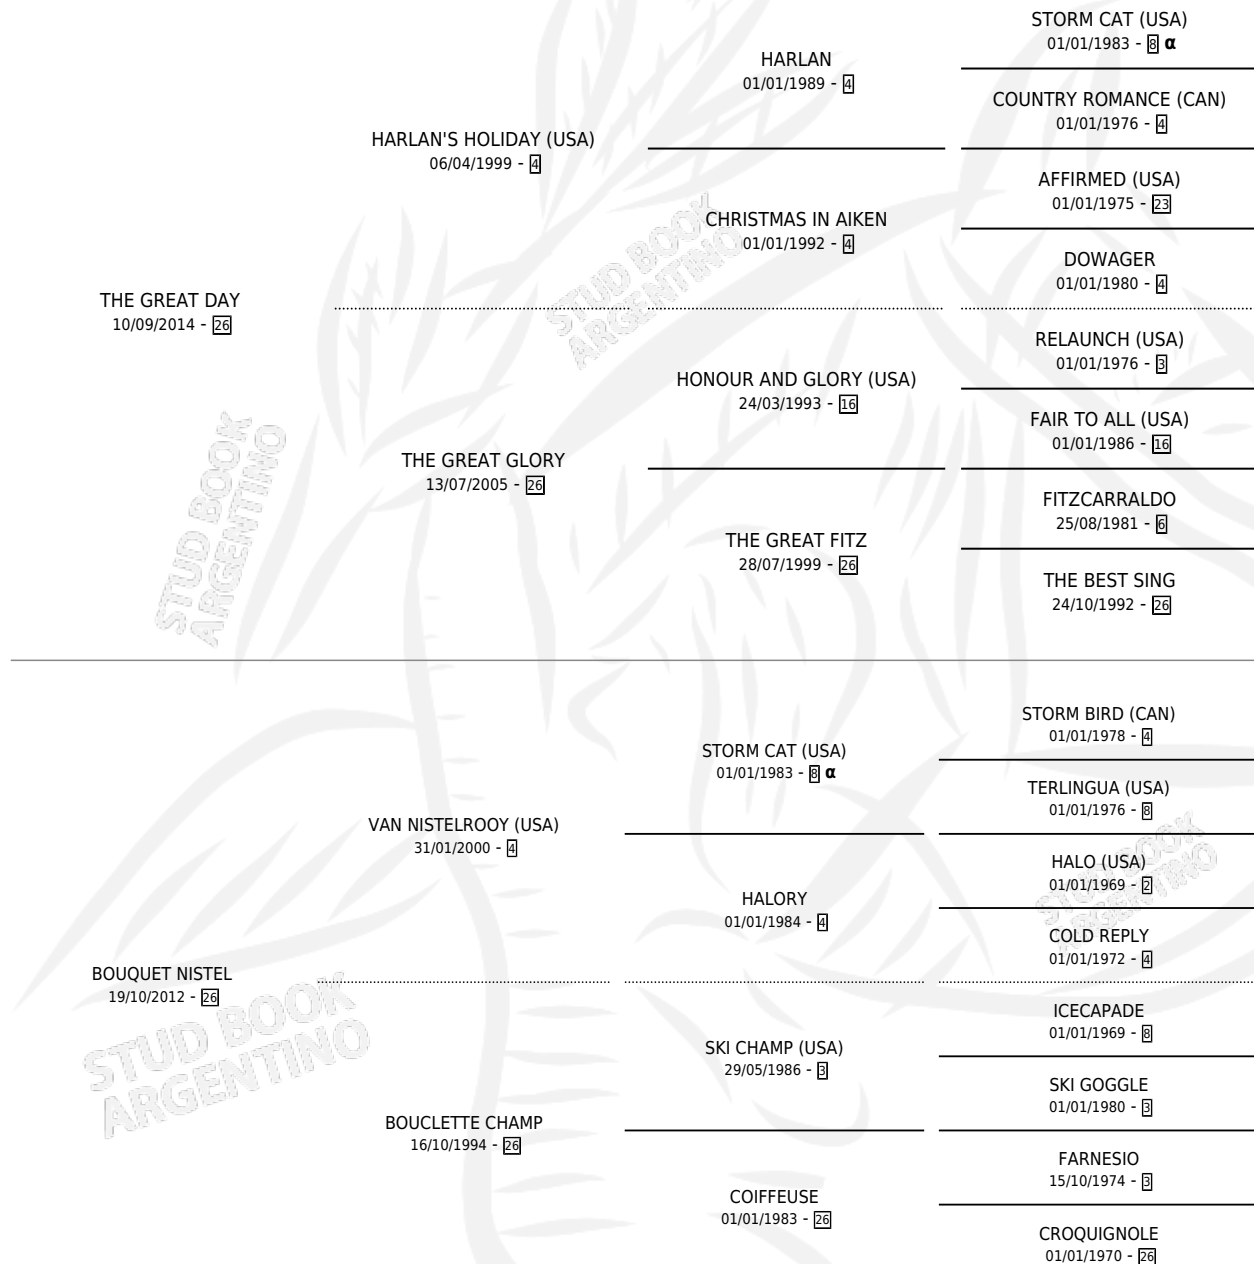 STORM CAT (USA)
01/01/1983 - 8 α
HARLAN
01/01/1989 - 4
COUNTRY ROMANCE (CAN)
01/01/1976 - 4
HARLAN'S HOLIDAY (USA)
06/04/1999 - 4
AFFIRMED (USA)
01/01/1975 - 23
CHRISTMAS IN AIKEN
01/01/1992 - 4
DOWAGER
01/01/1980 - 4
THE GREAT DAY
10/09/2014 - 26
RELAUNCH (USA)
01/01/1976 - 3
HONOUR AND GLORY (USA)
24/03/1993 - 16
FAIR TO ALL (USA)
01/01/1986 - 16
THE GREAT GLORY
13/07/2005 - 26
FITZCARRALDO
25/08/1981 - 6
THE GREAT FITZ
28/07/1999 - 26
THE BEST SING
24/10/1992 - 26
STORM BIRD (CAN)
01/01/1978 - 4
STORM CAT (USA)
01/01/1983 - 8 α
TERLINGUA (USA)
01/01/1976 - 8
VAN NISTELROOY (USA)
31/01/2000 - 4
HALO (USA)
01/01/1969 - 2
HALORY
01/01/1984 - 4
COLD REPLY
01/01/1972 - 4
BOUQUET NISTEL
19/10/2012 - 26
ICECAPADE
01/01/1969 - 8
SKI CHAMP (USA)
29/05/1986 - 3
SKI GOGGLE
01/01/1980 - 3
BOUCLETTE CHAMP
16/10/1994 - 26
FARNESIO
15/10/1974 - 3
COIFFEUSE
01/01/1983 - 26
CROQUIGNOLE
01/01/1970 - 26
STUD BOOK
ARGENTINO
STUD BOOK
ARGENTINO
STUD BOOK
ARGENTINO
STUD BOOK
ARGENTINO